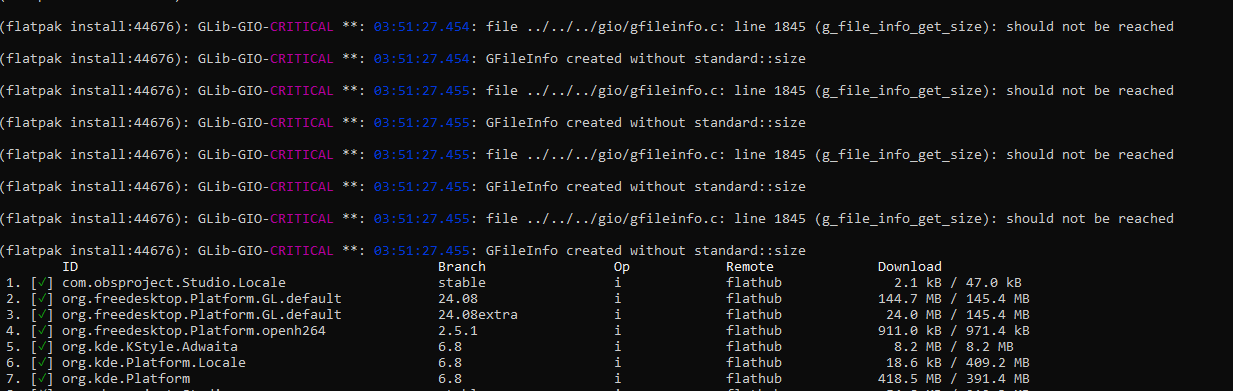 (flatpak install:44676): GLib-GIO-CRITICAL **: 03:51:27.454: file ../../../gio/gfileinfo.c: line 1845 (g_file_info_get_size): should not be reached
(flatpak install:44676): GLib-GIO-CRITICAL **: 03:51:27.454: GFileInfo created without standard::size
(flatpak install:44676): GLib-GIO-CRITICAL **: 03:51:27.455: file ../../../gio/gfileinfo.c: line 1845 (g_file_info_get_size): should not be reached
(flatpak install:44676): GLib-GIO-CRITICAL **: 03:51:27.455: GFileInfo created without standard::size
(flatpak install:44676): GLib-GIO-CRITICAL **: 03:51:27.455: file ../../../gio/gfileinfo.c: line 1845 (g_file_info_get_size): should not be reached
(flatpak install:44676): GLib-GIO-CRITICAL **: 03:51:27.455: GFileInfo created without standard::size
(flatpak install:44676): GLib-GIO-CRITICAL **: 03:51:27.455: file ../../../gio/gfileinfo.c: line 1845 (g_file_info_get_size): should not be reached
(flatpak install:44676): GLib-GIO-CRITICAL **: 03:51:27.455: GFileInfo created without standard::size
ID Branch Op Remote Download
1. [✓] com.obsproject.Studio.Locale stable i flathub 2.1 kB / 47.0 kB
2. [✓] org.freedesktop.Platform.GL.default 24.08 i flathub 144.7 MB / 145.4 MB
3. [✓] org.freedesktop.Platform.GL.default 24.08extra i flathub 24.0 MB / 145.4 MB
4. [✓] org.freedesktop.Platform.openh264 2.5.1 i flathub 911.0 kB / 971.4 kB
5. [✓] org.kde.KStyle.Adwaita 6.8 i flathub 8.2 MB / 8.2 MB
6. [✓] org.kde.Platform.Locale 6.8 i flathub 18.6 kB / 409.2 MB
7. [✓] org.kde.Platform 6.8 i flathub 418.5 MB / 391.4 MB